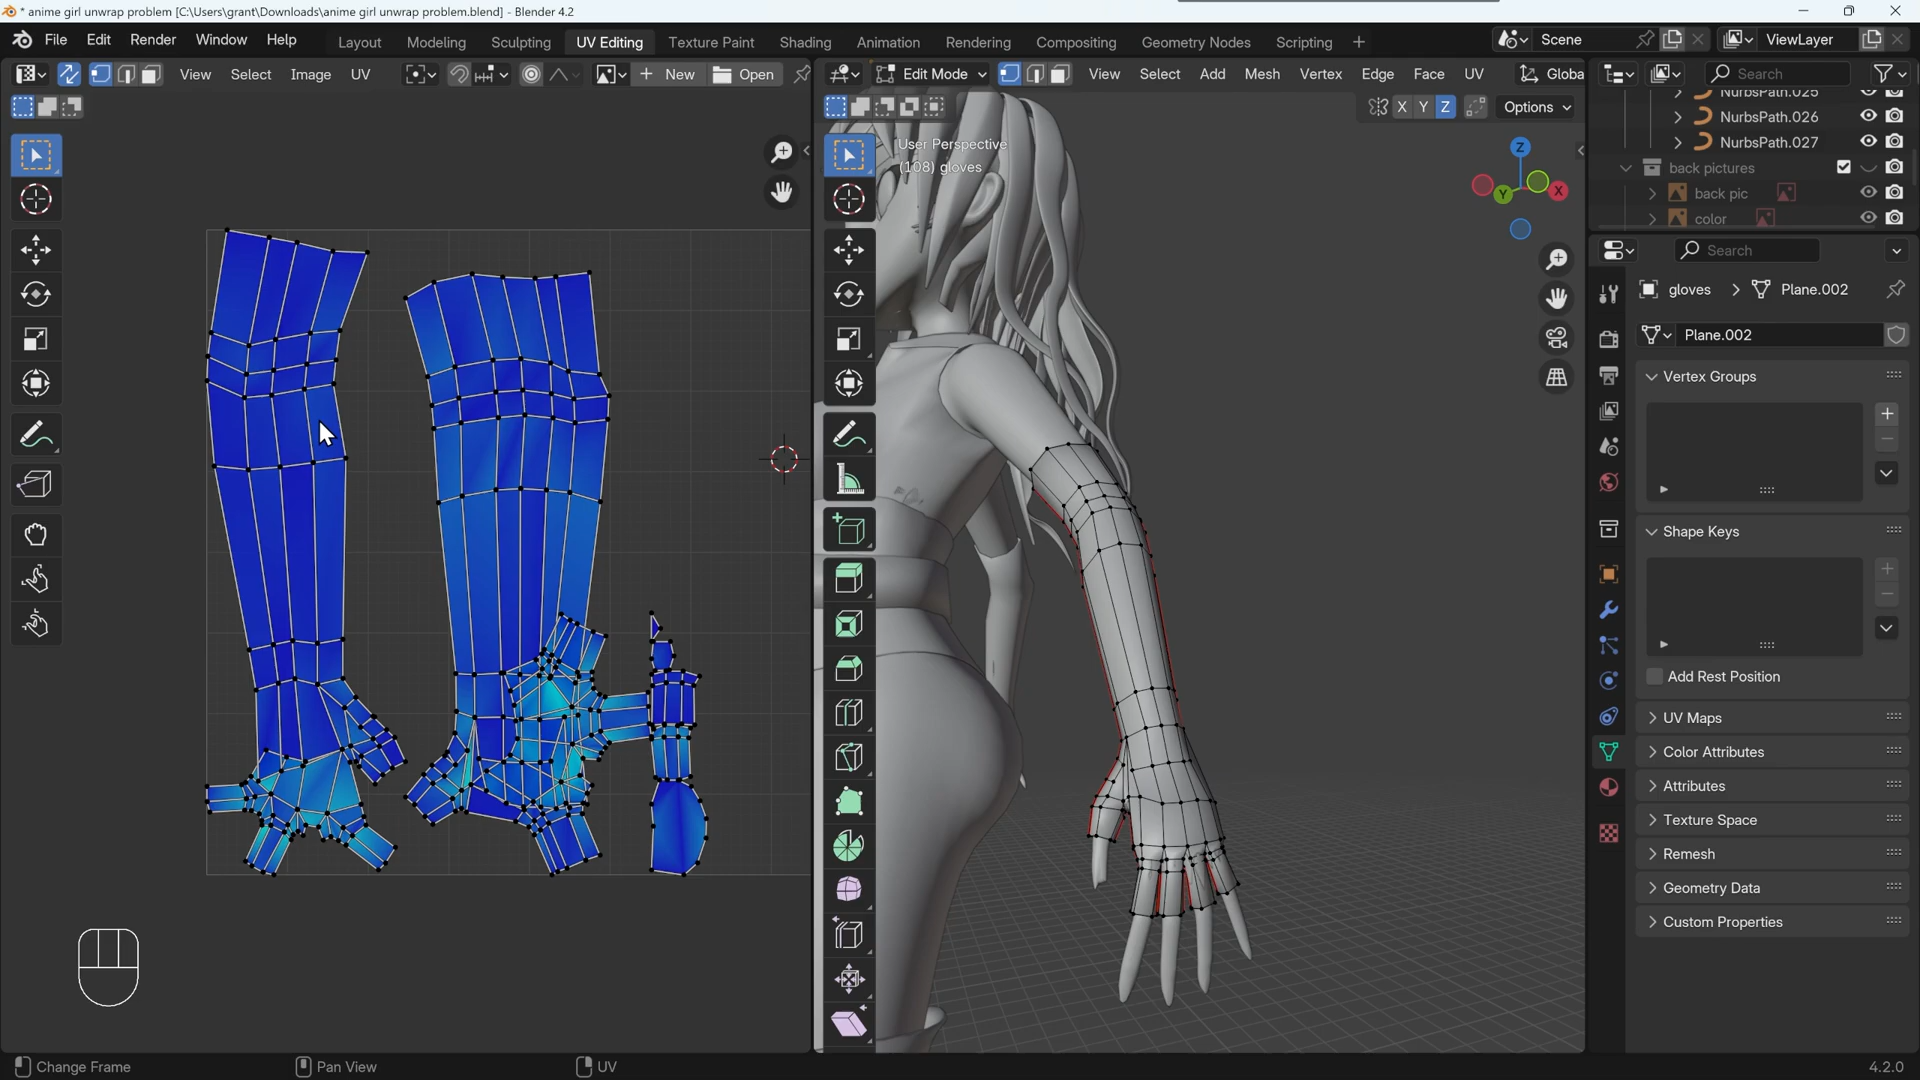 * anime girl unwrap problem [C:\Users\grant\Downloads\anime girl unwrap problem.blend] - Blender 4.2
File Edit Render Window Help Layout Modeling Sculpting UV Editing Texture Paint Shading Animation Rendering Compositing Geometry Nodes Scripting Scene ViewLayer
View Select Image UV New Open Edit Mode View Select Add Mesh Vertex Edge Face UV Globa Search
NurbsPath.025
X Y Z Options
NurbsPath.026
NurbsPath.027
User Perspective
(108) gloves
back pictures
back pic
color
Z
Y
X
Search
gloves Plane.002
Plane.002
Vertex Groups
Shape Keys
Add Rest Position
UV Maps
Color Attributes
Attributes
Texture Space
Remesh
Geometry Data
Custom Properties
Change Frame Pan View UV 4.2.0